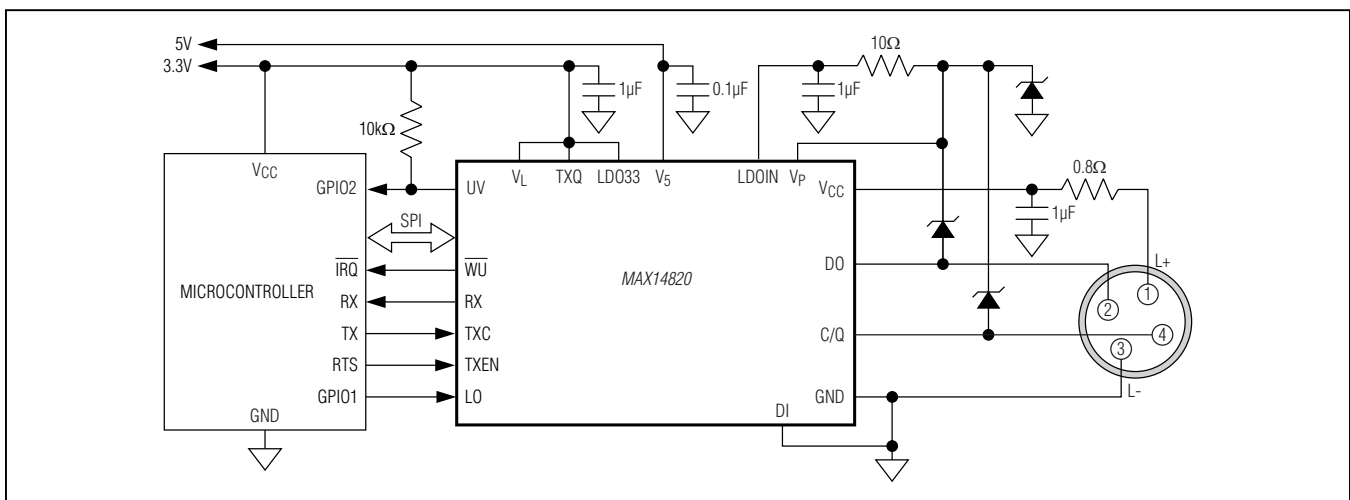 5V
3.3V
10Ω
1µF
0.1µF
1µF
10kΩ
VCC
GPIO2
SPI
IRQ
MICROCONTROLLER
RX
TX
RTS
GPIO1
GND
VL
TXQ
LDO33
V5
LDOIN
VP
UV
WU
RX
TXC
TXEN
LO
MAX14820
VCC
DO
C/Q
GND
DI
0.8Ω
1µF
L+
1
2
4
3
L-